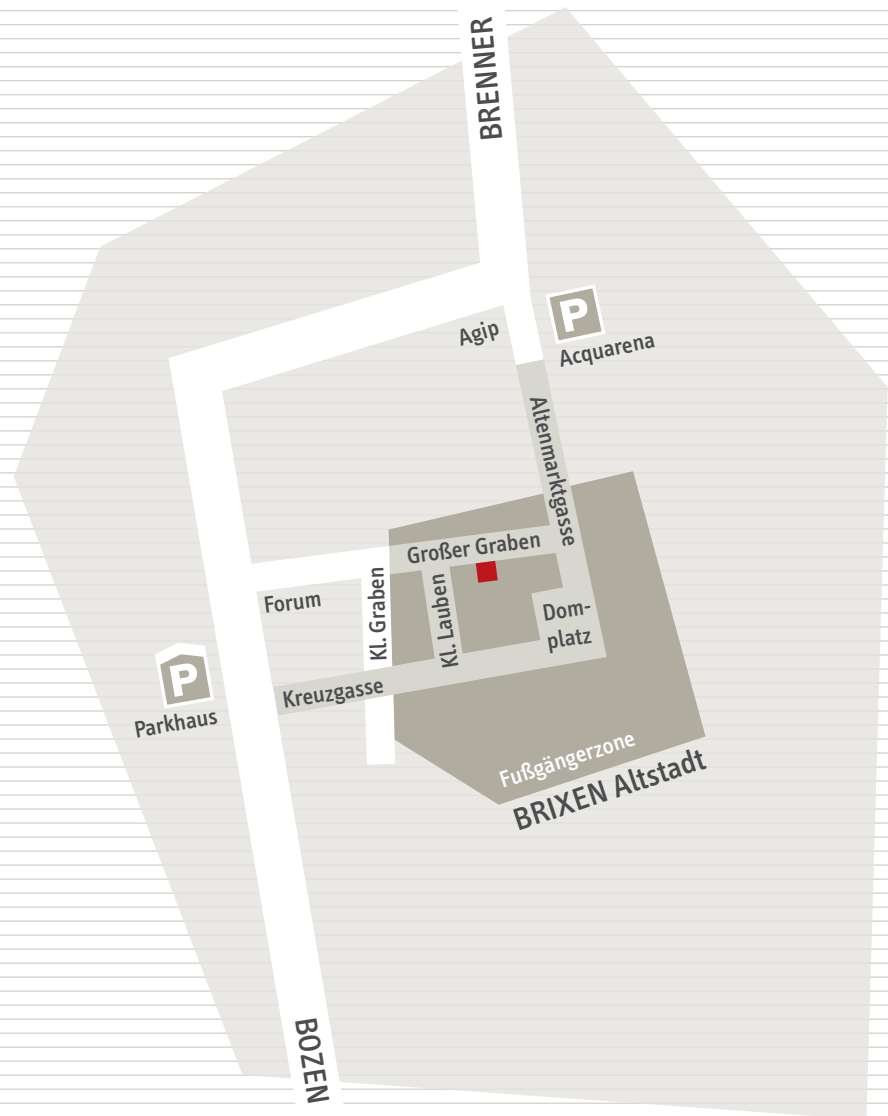 BRENNER
P
Agip
Acquarena
Altenmarktgasse
Großer Graben
Kl. Graben
Kl. Lauben
Forum
Dom-
platz
P
Kreuzgasse
Parkhaus
Fußgängerzone
BRIXEN Altstadt
BOZEN